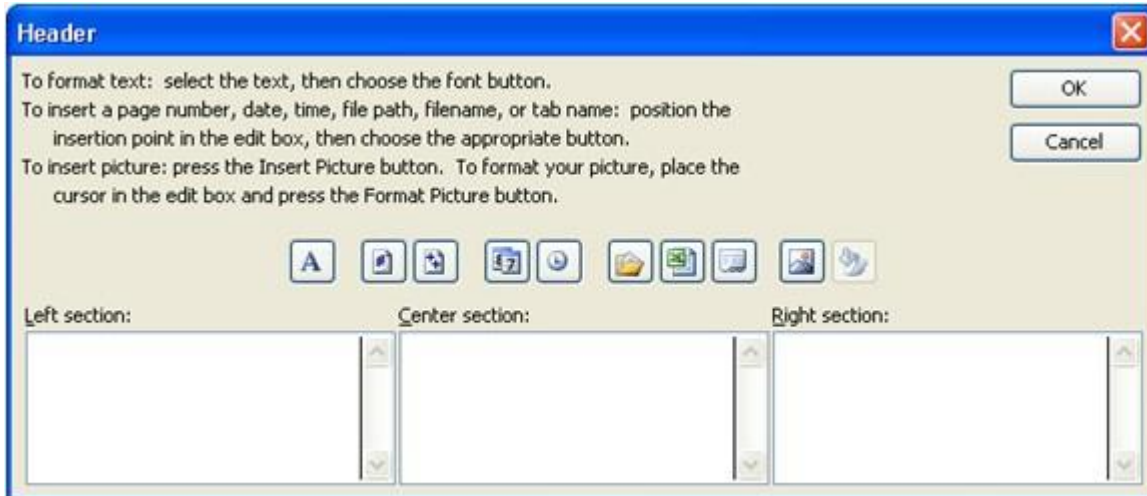 Header
To format text: select the text, then choose the font button.
To insert a page number, date, time, file path, filename, or tab name: position the
insertion point in the edit box, then choose the appropriate button.
To insert picture: press the Insert Picture button. To format your picture, place the
cursor in the edit box and press the Format Picture button.
OK
Cancel
A
Left section:
Center section:
Right section: